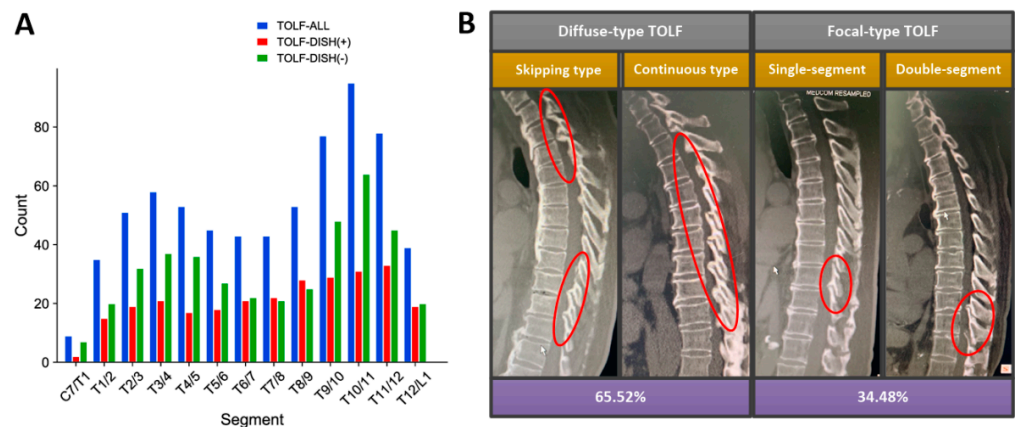 A
TOLF-ALL
TOLF-DISH(+)
TOLF-DISH(-)
80
60
40
20
0
Count
C7/T1
T1/2
T2/3
T3/4
T4/5
T5/6
T6/7
T7/8
T8/9
T9/10
T10/11
T11/12
T12/L1
Segment
B
Diffuse-type TOLF
Focal-type TOLF
Skipping type
Continuous type
Single-segment
Double-segment
MEDCOM RESAMPLED
65.52%
34.48%